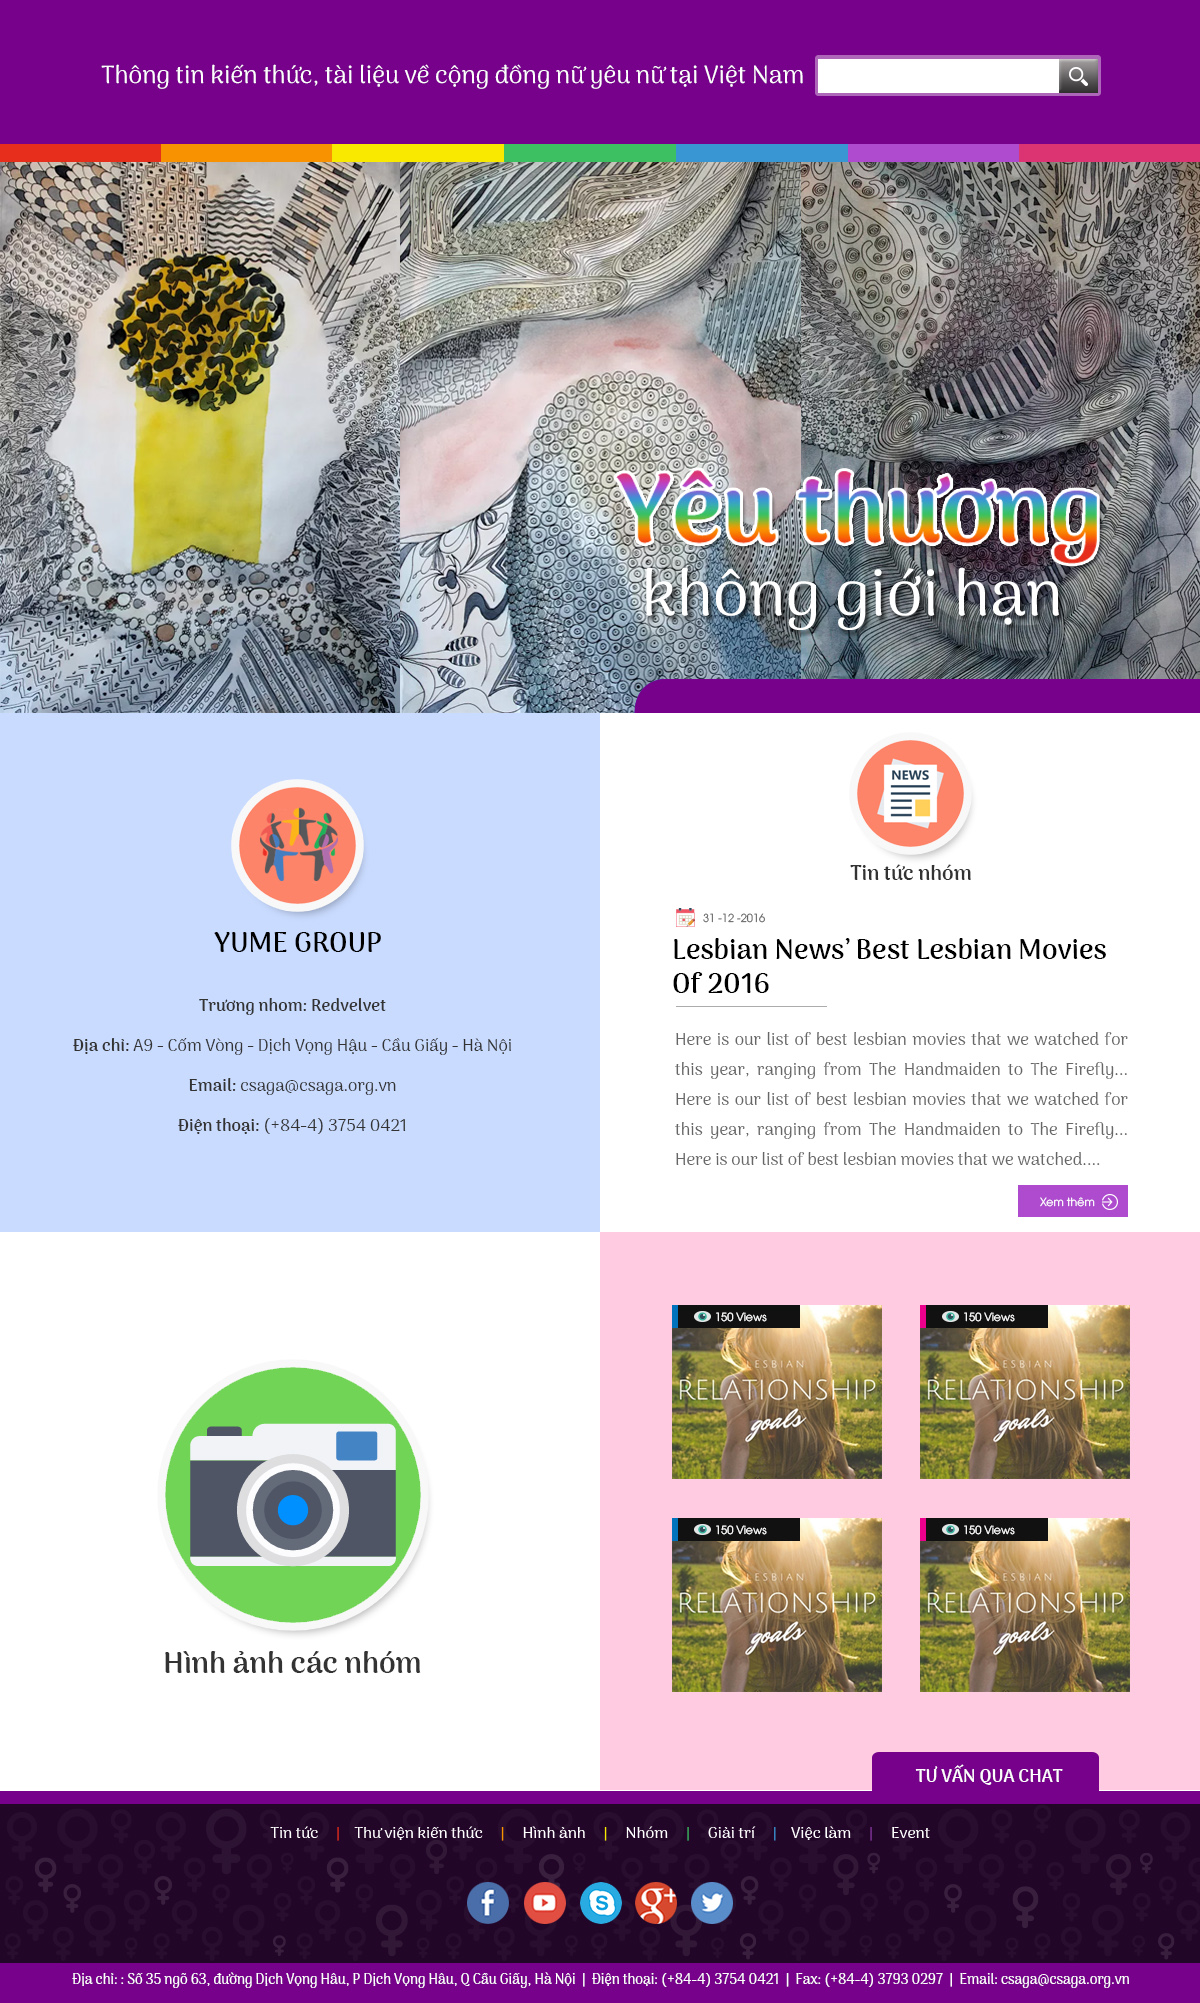 Thông tin kiến thức, tài liệu về cộng đồng nữ yêu nữ tại Việt Nam
Yêu thương
không giới hạn
YUME GROUP
Trương nhom: Redvelvet
Địa chỉ: A9 - Cốm Vòng - Dịch Vọng Hậu - Cầu Giấy - Hà Nội
Email: csaga@csaga.org.vn
Điện thoại: (+84-4) 3754 0421
NEWS
Tin tức nhóm
31 -12 -2016
Lesbian News’ Best Lesbian Movies
Of 2016
Here is our list of best lesbian movies that we watched for
this year, ranging from The Handmaiden to The Firefly...
Here is our list of best lesbian movies that we watched for
this year, ranging from The Handmaiden to The Firefly...
Here is our list of best lesbian movies that we watched....
Xem thêm
Hình ảnh các nhóm
150 Views
LESBIAN
RELATIONSHIP
goals
150 Views
LESBIAN
RELATIONSHIP
goals
150 Views
LESBIAN
RELATIONSHIP
goals
150 Views
LESBIAN
RELATIONSHIP
goals
TƯ VẤN QUA CHAT
Tin tức | Thư viện kiến thức | Hình ảnh | Nhóm | Giải trí | Việc làm | Event
Địa chỉ: : Số 35 ngõ 63, đường Dịch Vọng Hâu, P Dịch Vọng Hâu, Q Cầu Giấy, Hà Nội | Điện thoại: (+84-4) 3754 0421 | Fax: (+84-4) 3793 0297 | Email: csaga@csaga.org.vn